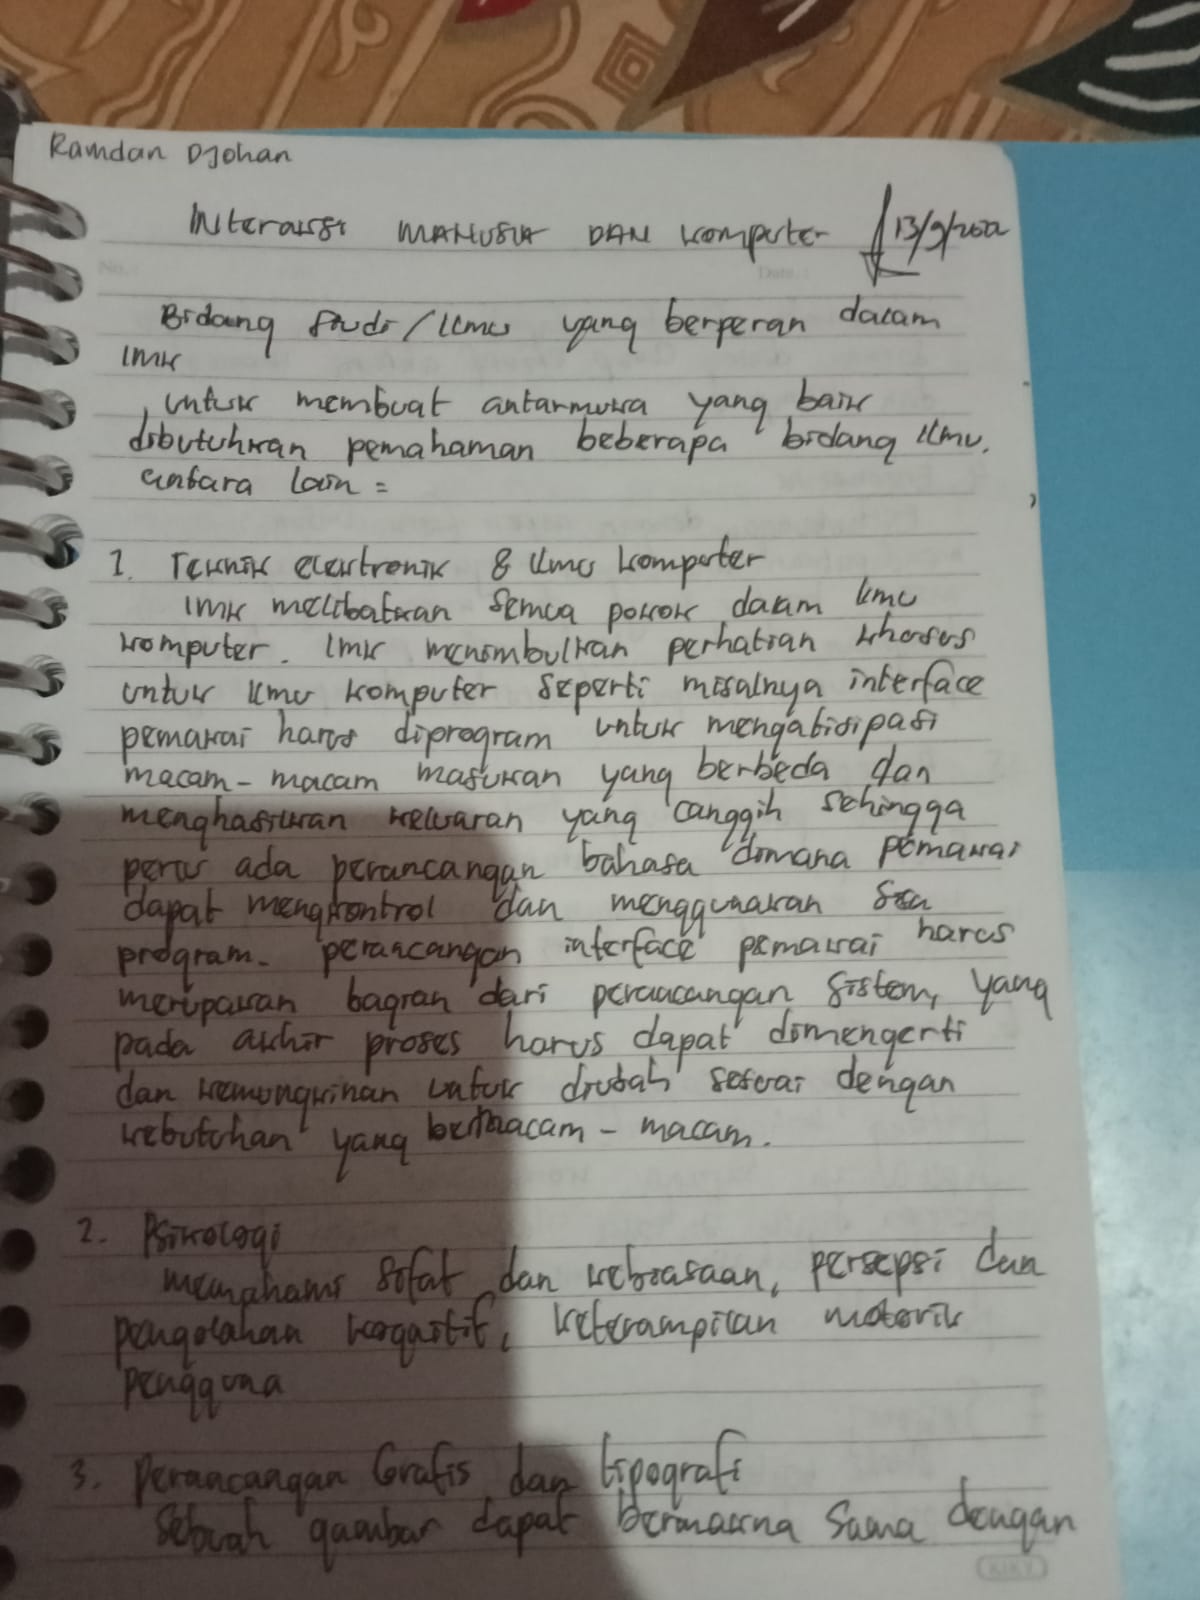 Ramdan Djohan
Interaksi MANUSIA DAN Komputer 13/9/2022
No.:
Date.:
Bidang Studi/Ilmu yang berperan dalam
IMK
untuk membuat antarmuka yang baik
dibutuhkan pemahaman beberapa bidang ilmu.
antara lain =
1. Teknik elektronik & Ilmu Komputer
IMK melibatkan semua pokok dalam Ilmu
komputer. IMK menimbulkan perhatian khusus
untuk Ilmu komputer seperti misalnya interface
pemakai harus diprogram untuk mengatisipasi
macam-macam masukan yang berbeda dan
menghasilkan keluaran yang canggih sehingga
perlu ada perancangan bahasa dimana pemakai
dapat mengkontrol dan menggunakan
program. perancangan interface pemakai harus
merupakan bagian dari perancangan sistem, yang
pada akhir proses harus dapat dimengerti
dan kemungkinan untuk diubah sesuai dengan
kebutuhan yang bermacam-macam.
2. Psikologi
memahami sifat dan kebiasaan, persepsi dan
pengolahan kognitif, keterampilan motorik
pengguna
3. Perancangan Grafis dan tipografi
Sebuah gambar dapat bermakna sama dengan
KIKY